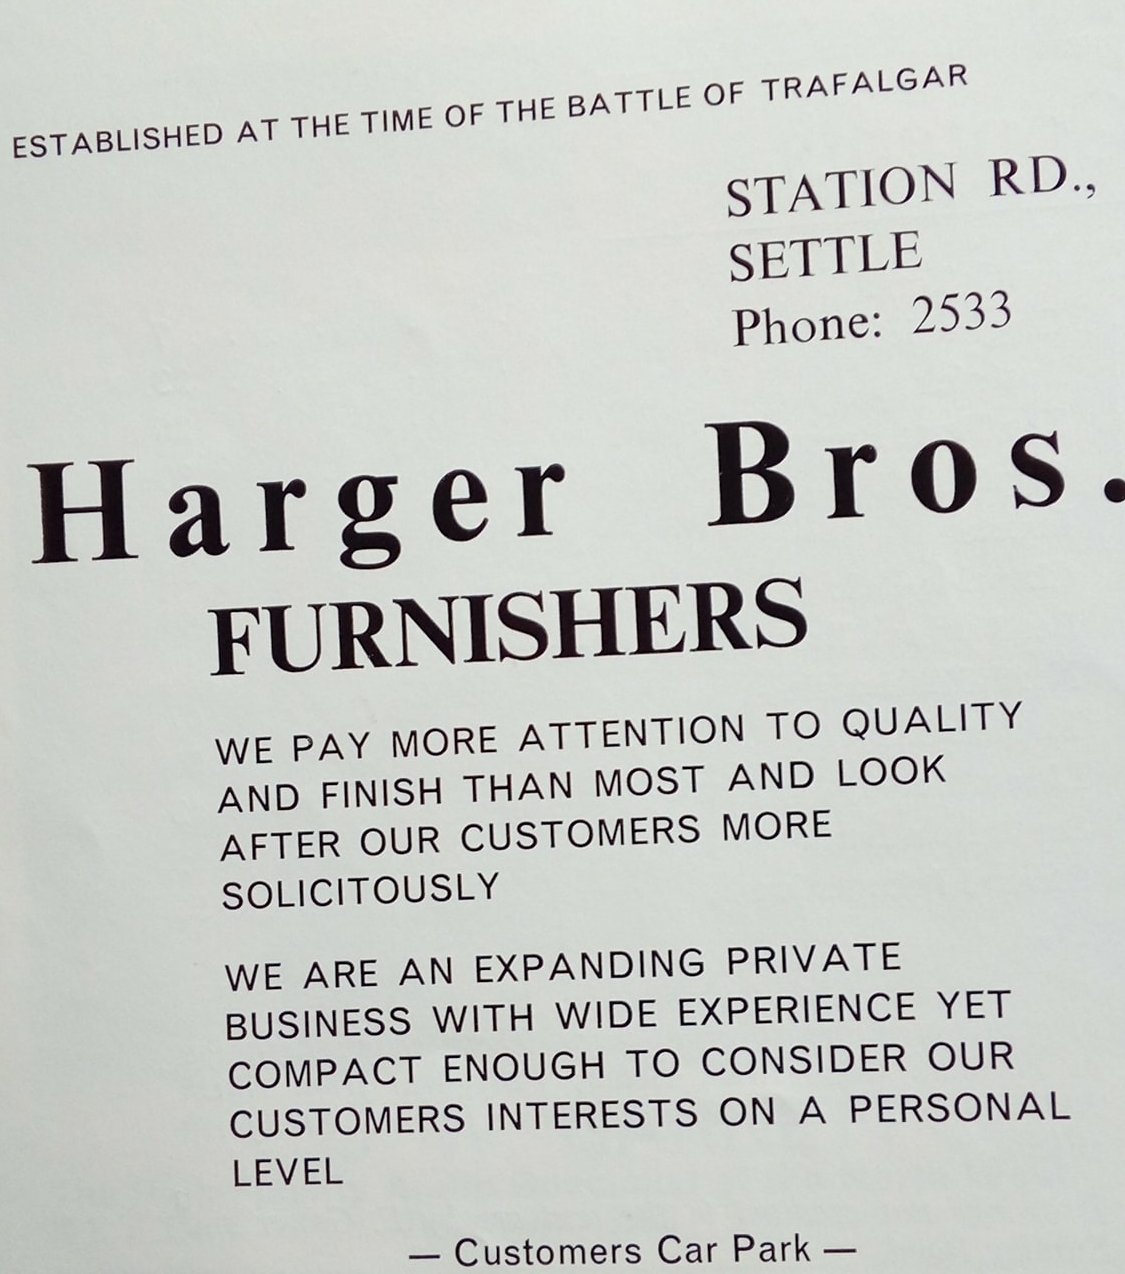 ESTABLISHED AT THE TIME OF THE BATTLE OF TRAFALGAR
STATION RD.,
SETTLE
Phone: 2533
Harger Bros.
FURNISHERS
WE PAY MORE ATTENTION TO QUALITY
AND FINISH THAN MOST AND LOOK
AFTER OUR CUSTOMERS MORE
SOLICITOUSLY
WE ARE AN EXPANDING PRIVATE
BUSINESS WITH WIDE EXPERIENCE YET
COMPACT ENOUGH TO CONSIDER OUR
CUSTOMERS INTERESTS ON A PERSONAL
LEVEL
— Customers Car Park —